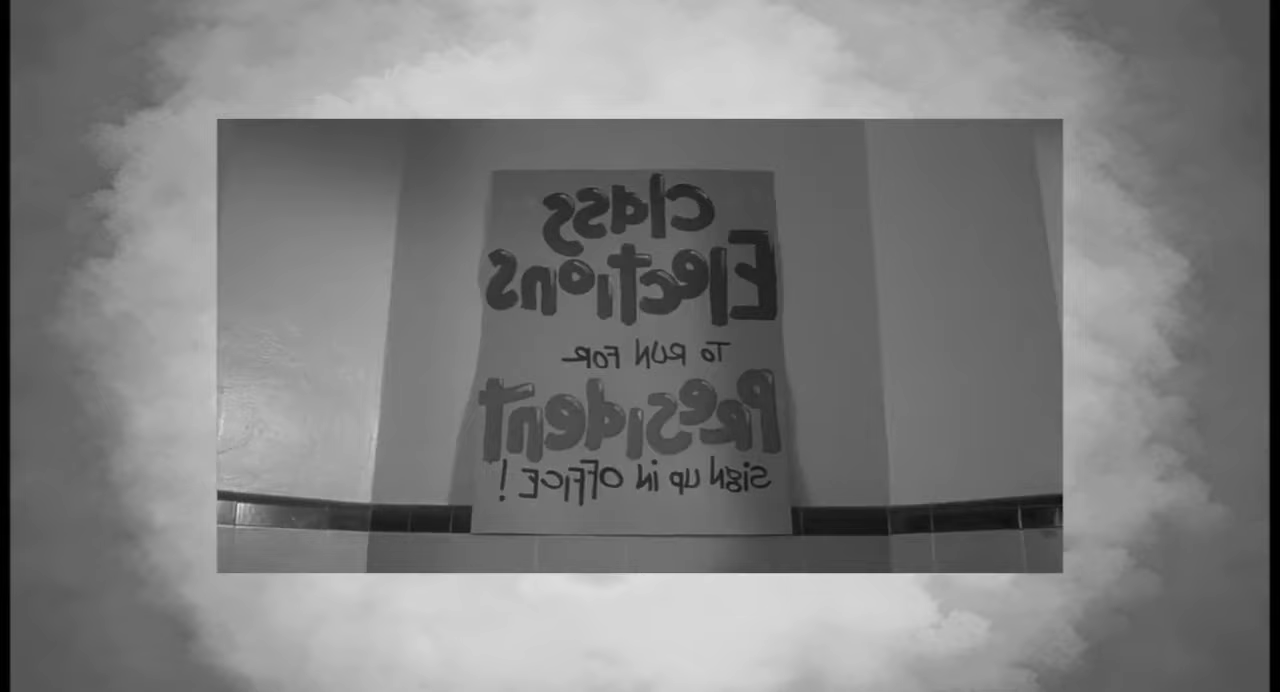 class
Elections
To RUN FOR
President
SigN up iN OFFICE!